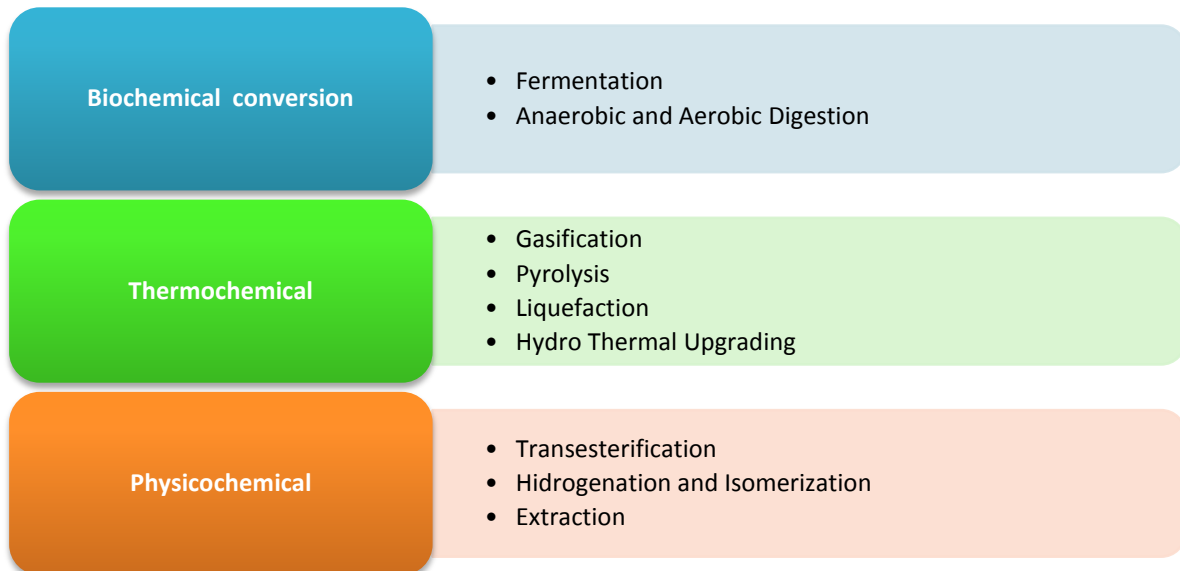 Biochemical conversion
• Fermentation
• Anaerobic and Aerobic Digestion
Thermochemical
• Gasification
• Pyrolysis
• Liquefaction
• Hydro Thermal Upgrading
Physicochemical
• Transesterification
• Hidrogenation and Isomerization
• Extraction